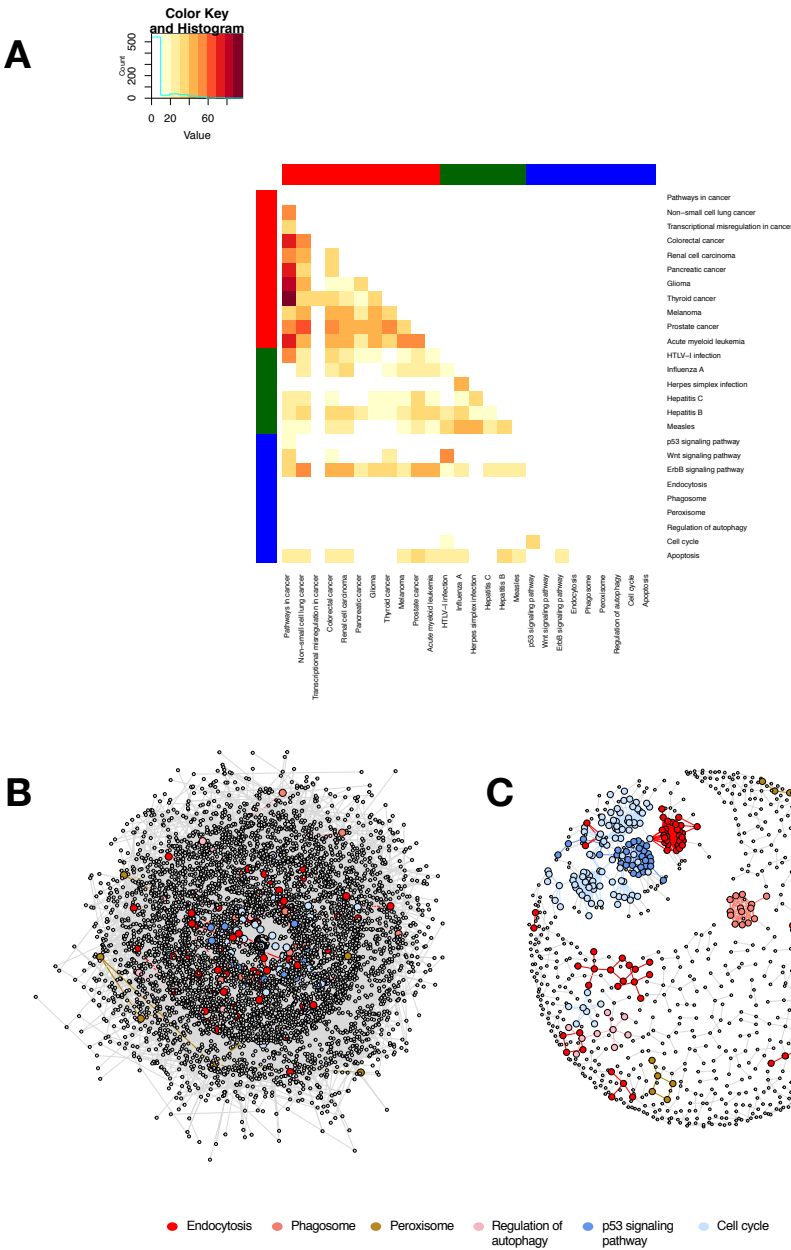 Color Key
and Histogram
A
Count
0 200 500
0 20 60
Value
Pathways in cancer
Non−small cell lung cancer
Transcriptional misregulation in cancer
Colorectal cancer
Renal cell carcinoma
Pancreatic cancer
Glioma
Thyroid cancer
Melanoma
Prostate cancer
Acute myeloid leukemia
HTLV−I infection
Influenza A
Herpes simplex infection
Hepatitis C
Hepatitis B
Measles
p53 signaling pathway
Wnt signaling pathway
ErbB signaling pathway
Endocytosis
Phagosome
Peroxisome
Regulation of autophagy
Cell cycle
Apoptosis
Pathways in cancer
Non−small cell lung cancer
Transcriptional misregulation in cancer
Colorectal cancer
Renal cell carcinoma
Pancreatic cancer
Glioma
Thyroid cancer
Melanoma
Prostate cancer
Acute myeloid leukemia
HTLV−I infection
Influenza A
Herpes simplex infection
Hepatitis C
Hepatitis B
Measles
p53 signaling pathway
Wnt signaling pathway
ErbB signaling pathway
Endocytosis
Phagosome
Peroxisome
Regulation of autophagy
Cell cycle
Apoptosis
B
C
Endocytosis
Phagosome
Peroxisome
Regulation of
autophagy
p53 signaling
pathway
Cell cycle